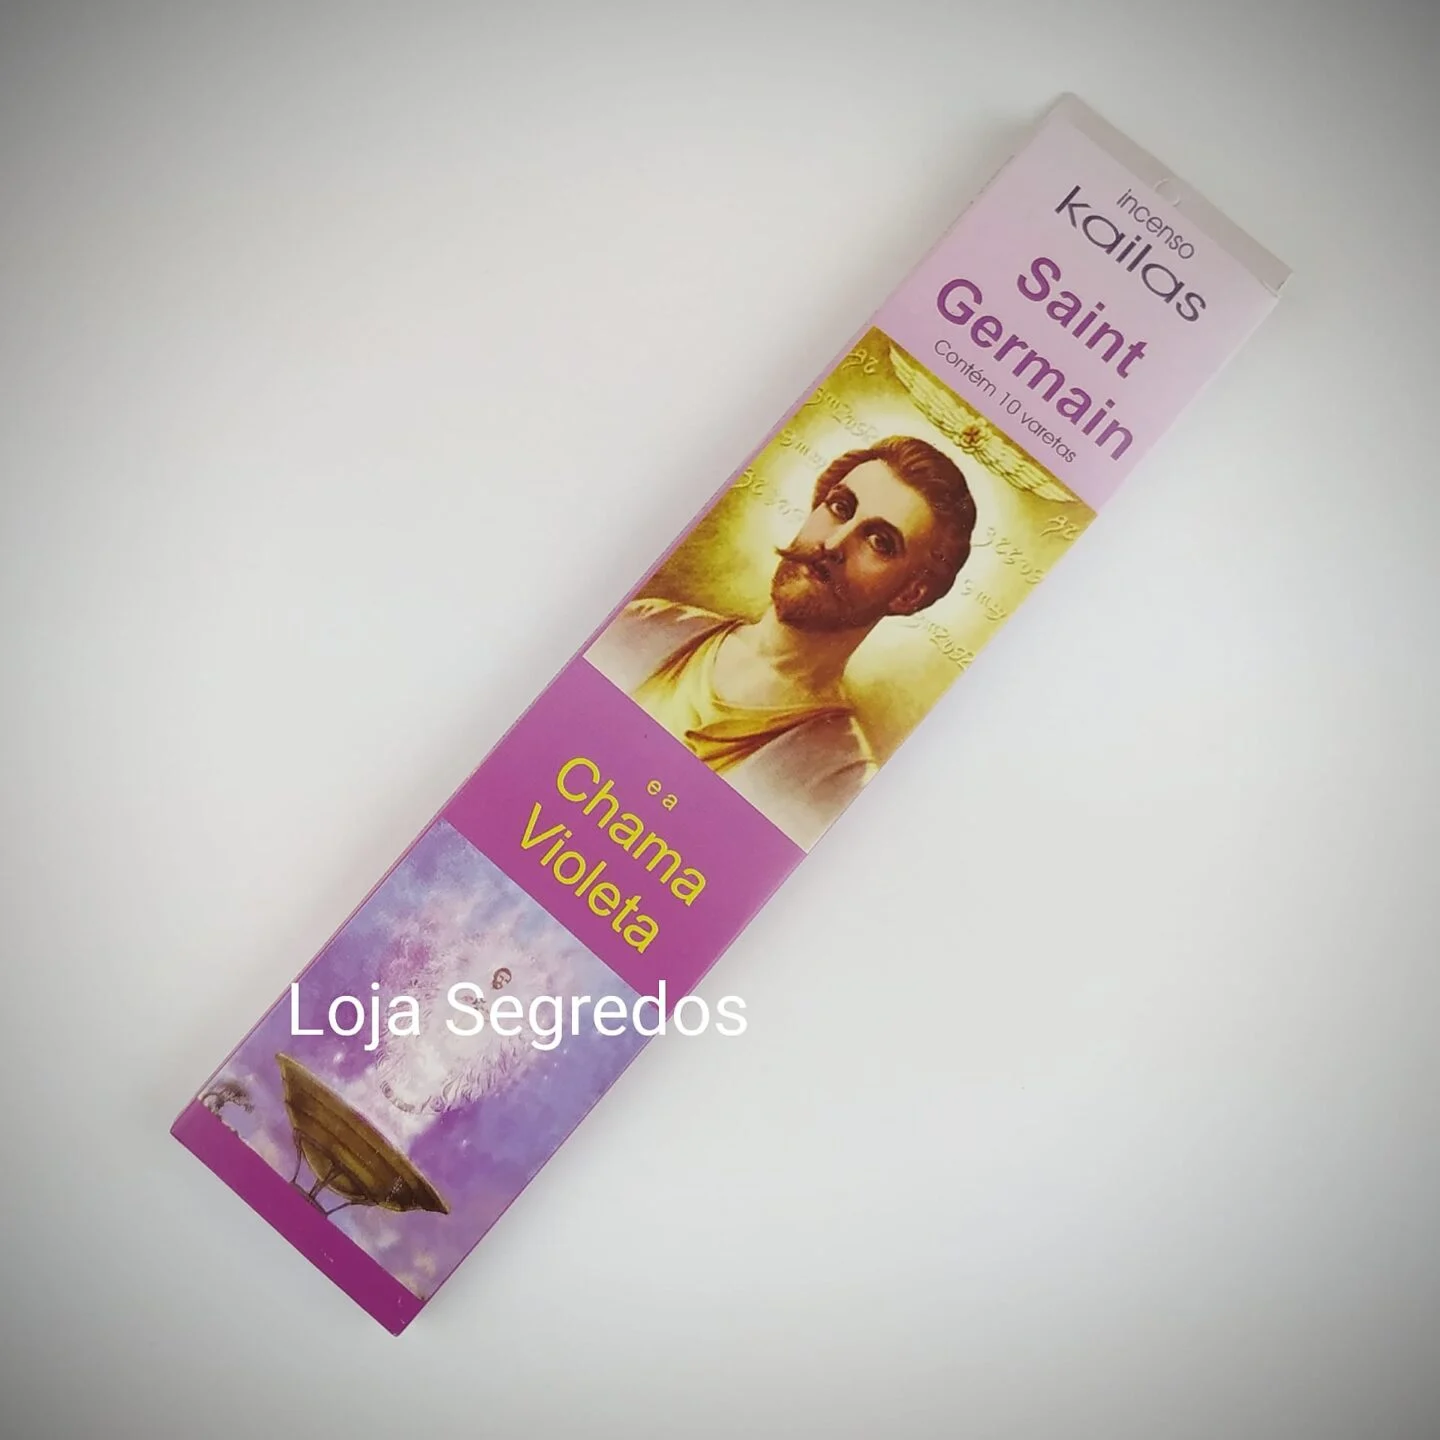 incenso
kailas
Saint
Germain
Contém 10 varetas
e a
Chama
Violeta
Loja Segredos